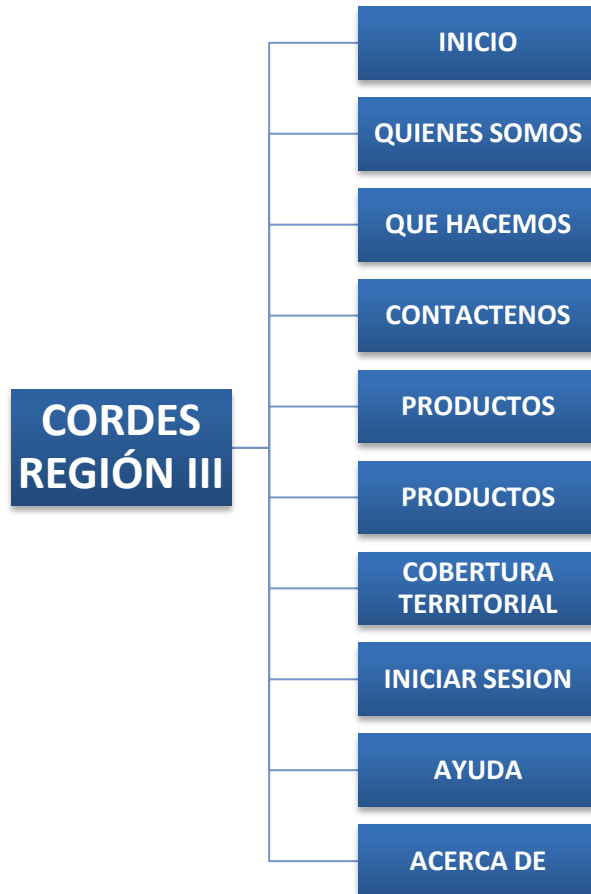 INICIO
QUIENES SOMOS
QUE HACEMOS
CONTACTENOS
CORDES
REGIÓN III
PRODUCTOS
PRODUCTOS
COBERTURA
TERRITORIAL
INICIAR SESION
AYUDA
ACERCA DE